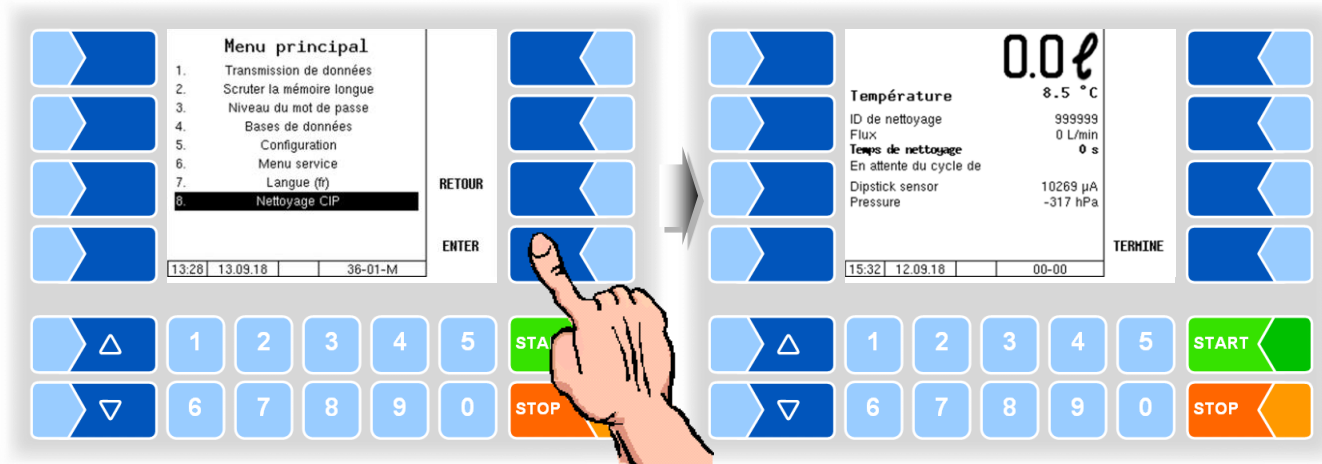 Menu principal
1. Transmission de données
2. Scruter la mémoire longue
3. Niveau du mot de passe
4. Bases de données
5. Configuration
6. Menu service
7. Langue (fr)
8. Nettoyage CIP
RETOUR
ENTER
13:28 13.09.18 36-01-M
1 2 3 4 5
6 7 8 9 0 STOP
0.0 ℓ
Température 8.5 °C
ID de nettoyage 999999
Flux 0 L/min
Temps de nettoyage 0 s
En attente du cycle de
Dipstick sensor 10269 µA
Pressure -317 hPa
TERMINE
15:32 12.09.18 00-00
1 2 3 4 5 START
6 7 8 9 0 STOP